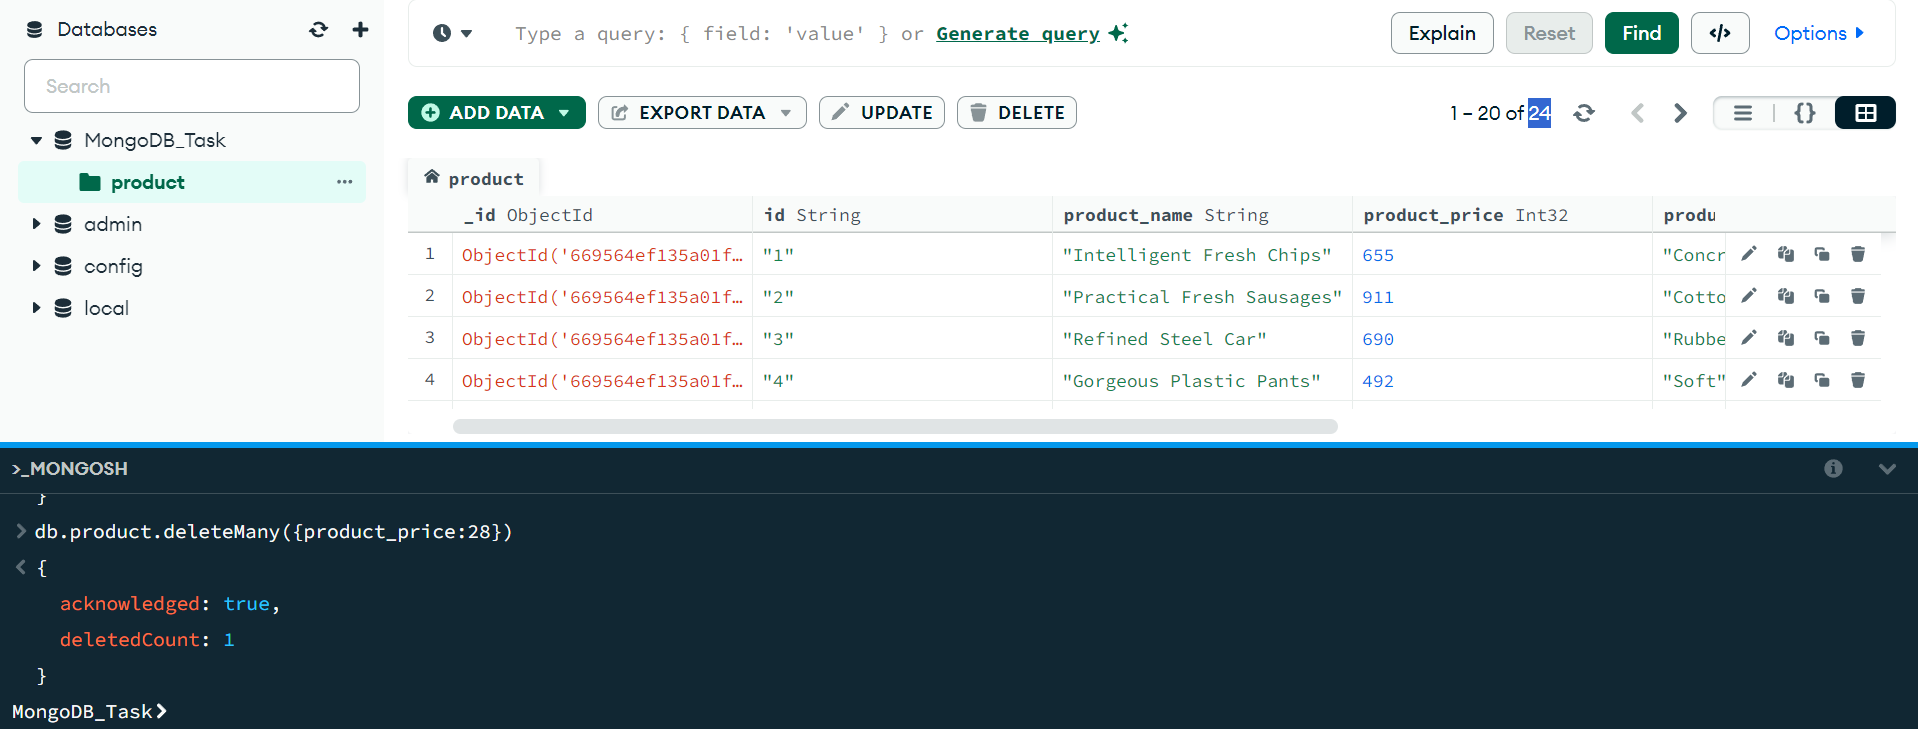 Databases
Search
MongoDB_Task
product
admin
config
local
Type a query: { field: 'value' } or Generate query
Explain
Reset
Find
</>
Options
ADD DATA
EXPORT DATA
UPDATE
DELETE
1 – 20 of 24
{}
product
_id ObjectId id String product_name String product_price Int32 produ
1 ObjectId('669564ef135a01f… "1" "Intelligent Fresh Chips" 655 "Concr
2 ObjectId('669564ef135a01f… "2" "Practical Fresh Sausages" 911 "Cotto
3 ObjectId('669564ef135a01f… "3" "Refined Steel Car" 690 "Rubbe
4 ObjectId('669564ef135a01f… "4" "Gorgeous Plastic Pants" 492 "Soft"
>_MONGOSH
}
> db.product.deleteMany({product_price:28})
< {
acknowledged: true,
deletedCount: 1
}
MongoDB_Task>